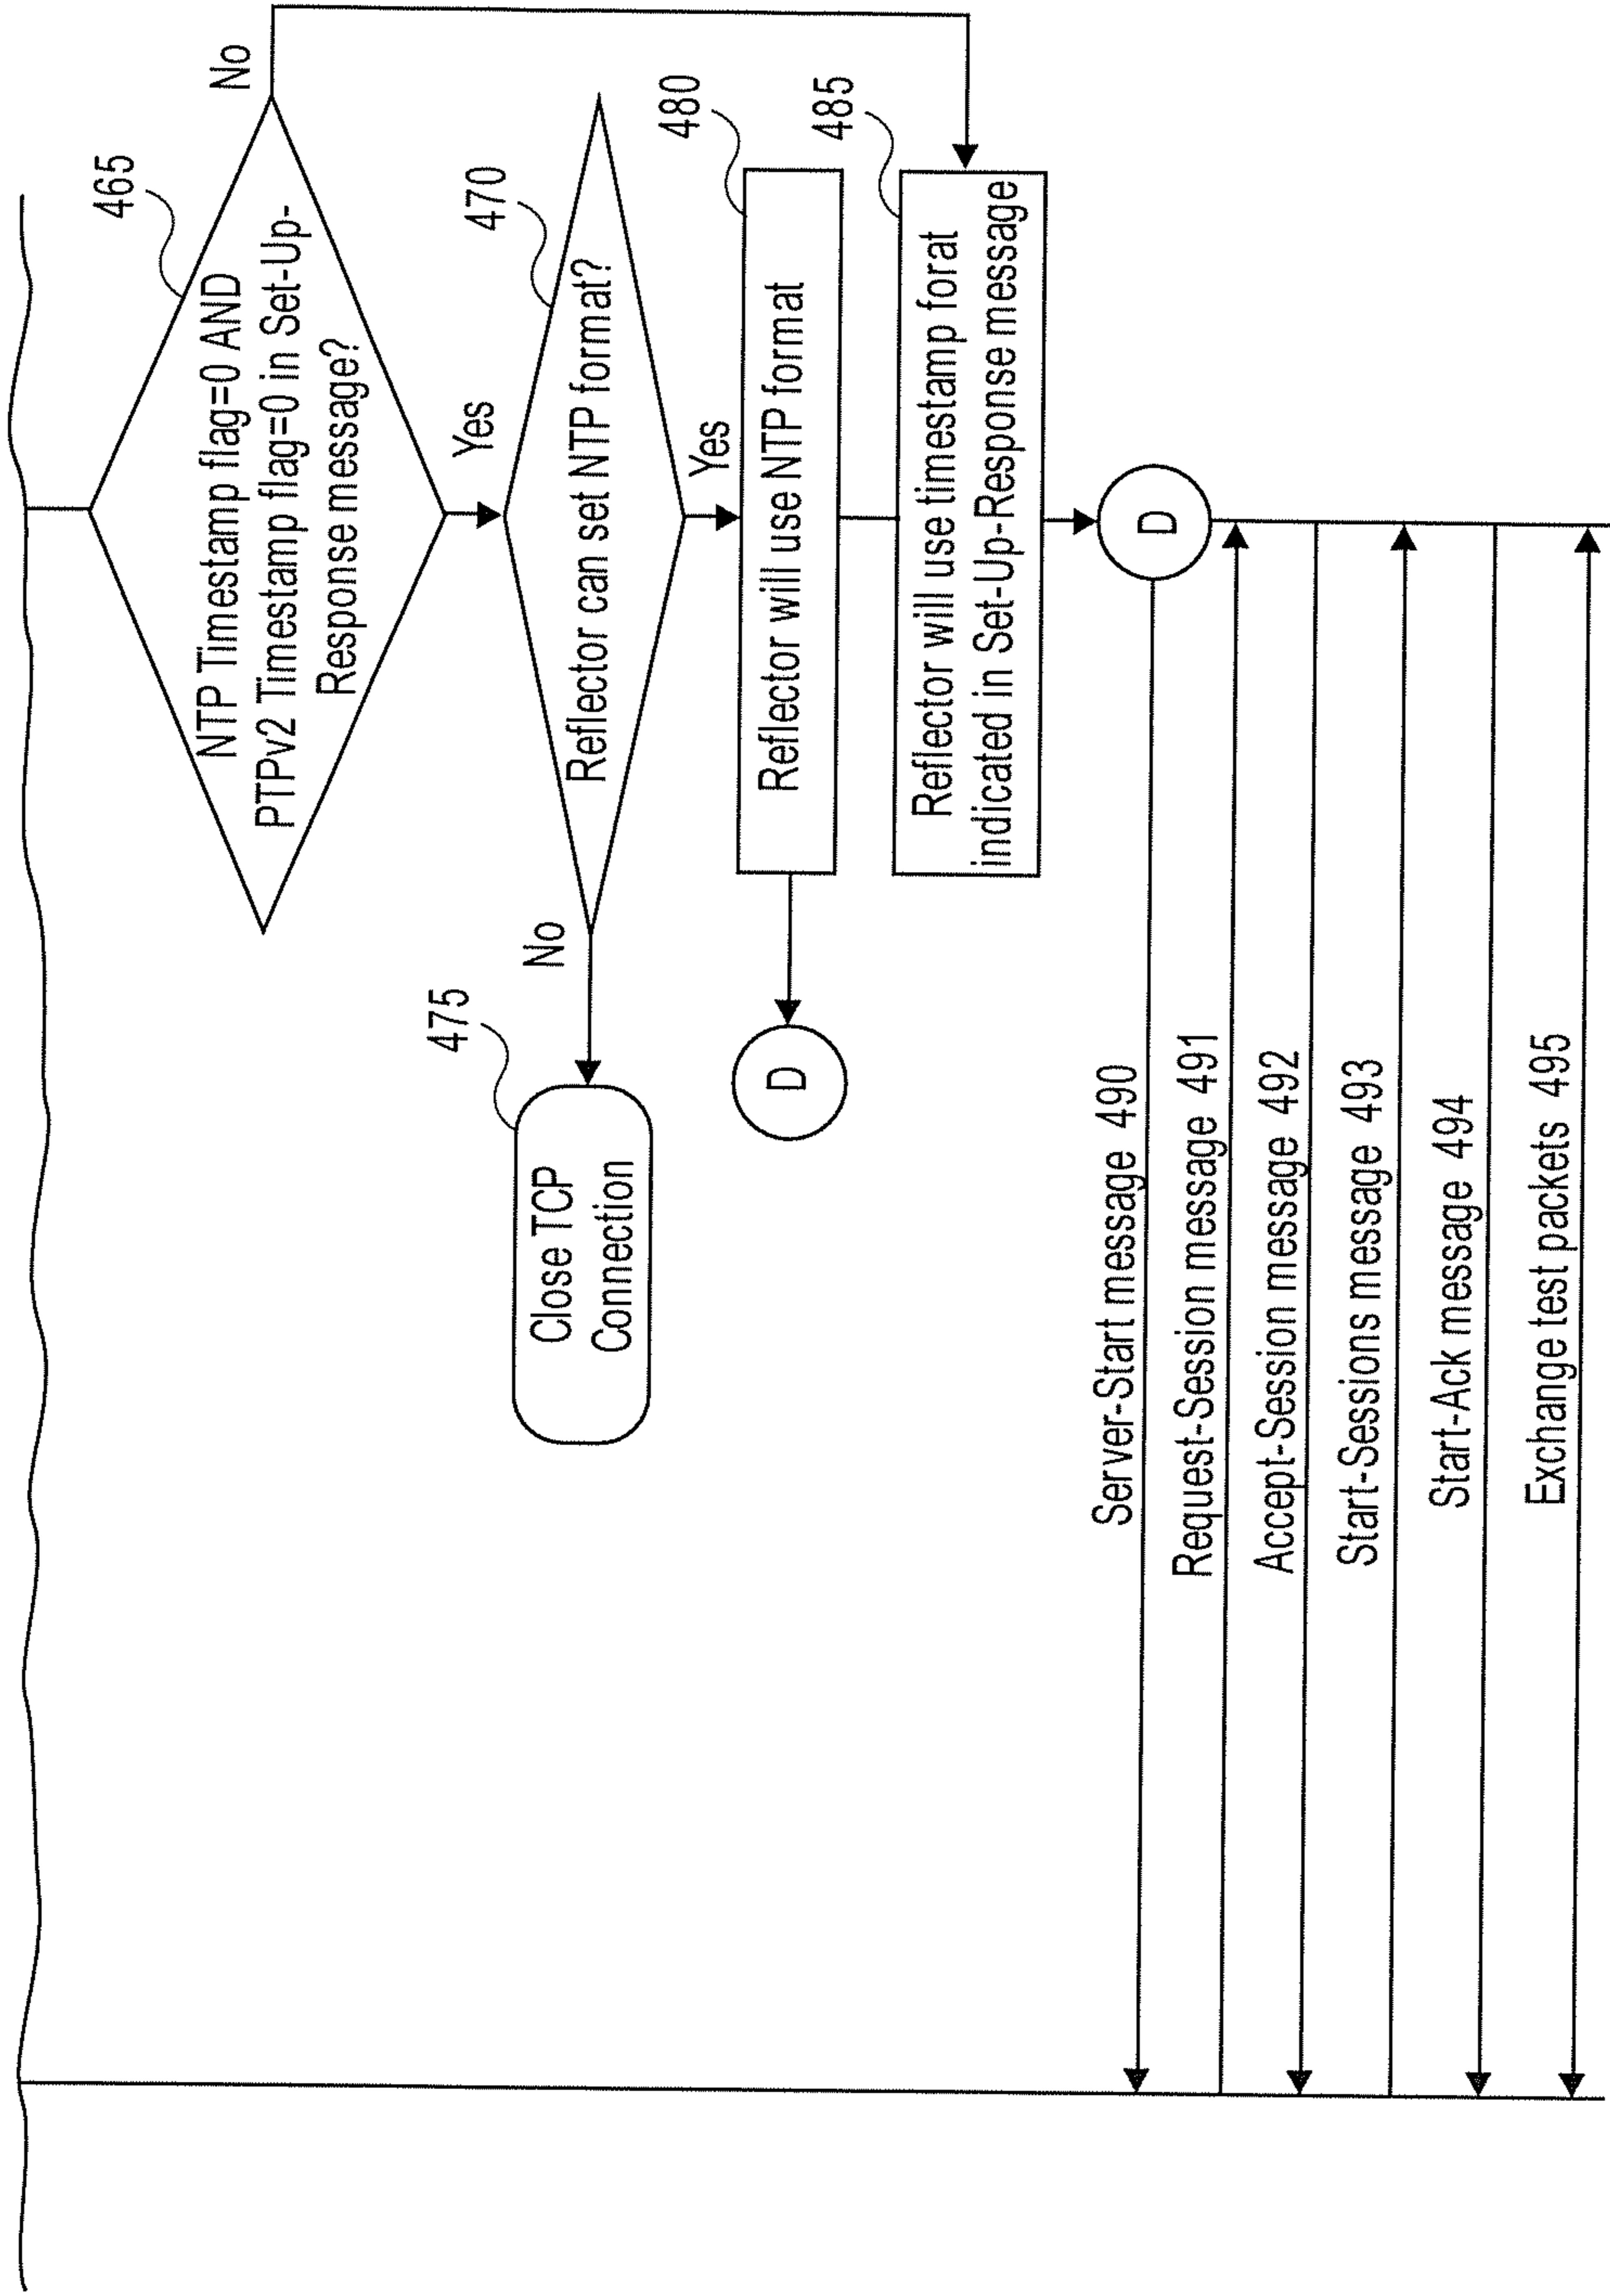 465
NTP Timestamp flag=0 AND
PTPv2 Timestamp flag=0 in Set-Up-
Response message?
No
Yes
470
Reflector can set NTP format?
No
Yes
475
Close TCP
Connection
480
Reflector will use NTP format
D
485
Reflector will use timestamp forat
indicated in Set-Up-Response message
D
Server-Start message 490
Request-Session message 491
Accept-Session message 492
Start-Sessions message 493
Start-Ack message 494
Exchange test packets 495